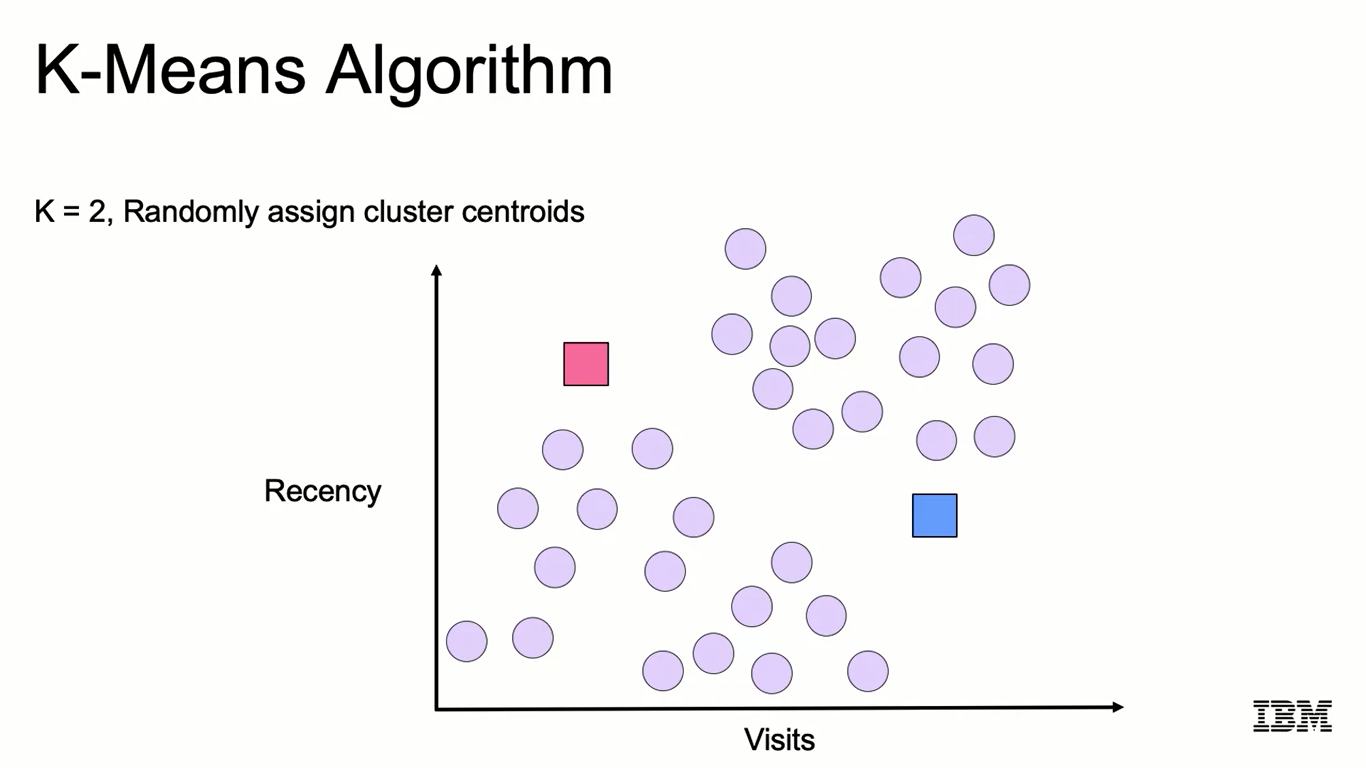 K-Means Algorithm
K = 2, Randomly assign cluster centroids
Recency
Visits
IBM